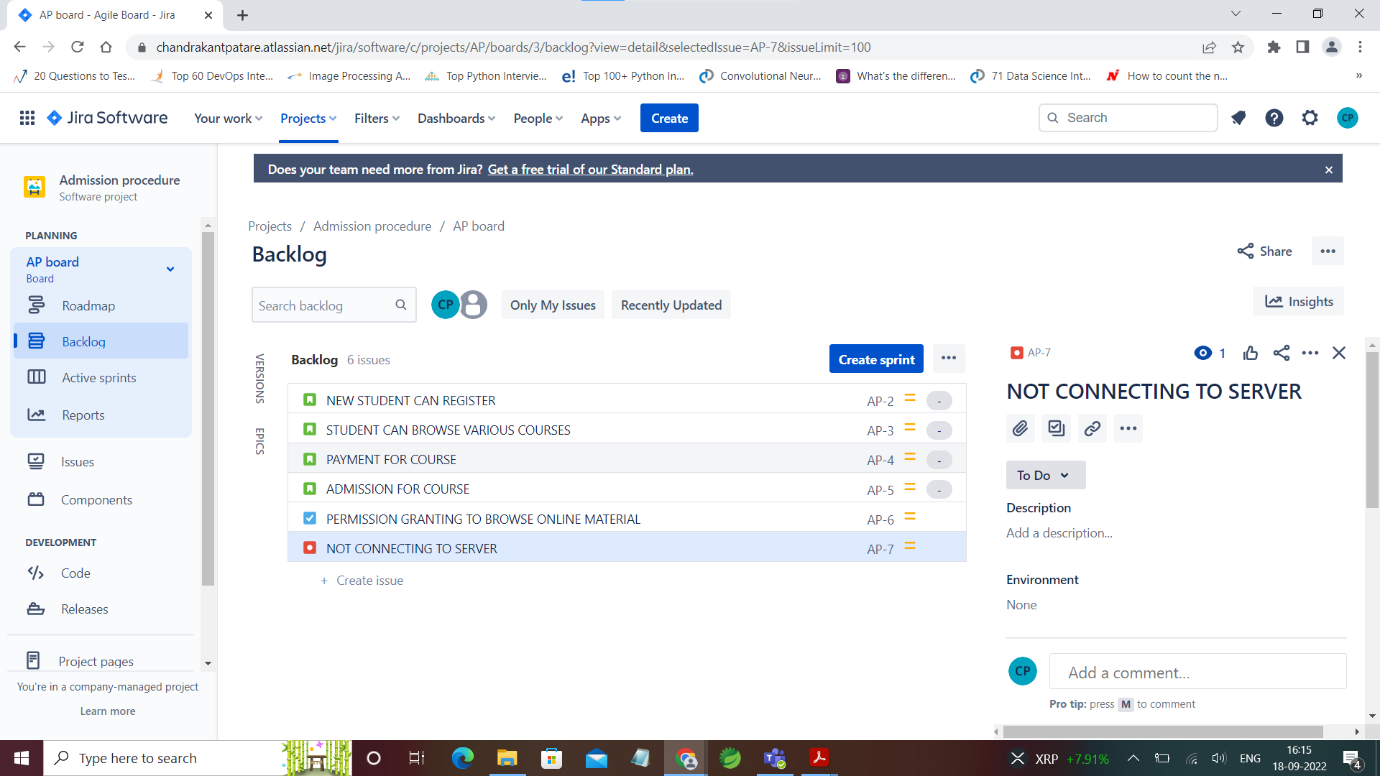 AP board - Agile Board - Jira
chandrakantpatare.atlassian.net/jira/software/c/projects/AP/boards/3/backlog?view=detail&selectedIssue=AP-7&issueLimit=100
20 Questions to Tes... Top 60 DevOps Inte... Image Processing A... Top Python Intervie... e! Top 100+ Python In... Convolutional Neur... What's the differen... 71 Data Science Int... How to count the n... »
Jira Software Your work Projects Filters Dashboards People Apps Create Search CP
Does your team need more from Jira? Get a free trial of our Standard plan.
Admission procedure
Software project
PLANNING
AP board
Board
Roadmap
Backlog
Active sprints
Reports
Issues
Components
DEVELOPMENT
Code
Releases
Project pages
You're in a company-managed project
Learn more
Projects / Admission procedure / AP board
Backlog
Share
Search backlog CP Only My Issues Recently Updated Insights
VERSIONS
EPICS
Backlog 6 issues Create sprint
NEW STUDENT CAN REGISTER AP-2 -
STUDENT CAN BROWSE VARIOUS COURSES AP-3 -
PAYMENT FOR COURSE AP-4 -
ADMISSION FOR COURSE AP-5 -
PERMISSION GRANTING TO BROWSE ONLINE MATERIAL AP-6
NOT CONNECTING TO SERVER AP-7
+ Create issue
AP-7 1
NOT CONNECTING TO SERVER
To Do
Description
Add a description...
Environment
None
CP Add a comment...
Pro tip: press M to comment
Type here to search XRP +7.91% ENG 16:15
18-09-2022 4